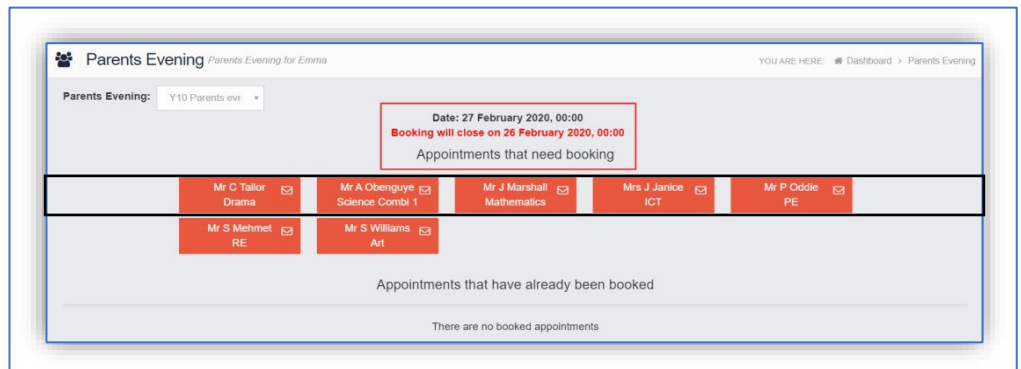 Parents Evening Parents Evening for Emma YOU ARE HERE: Dashboard > Parents Evening
Parents Evening: Y10 Parents eve
Date: 27 February 2020, 00:00
Booking will close on 26 February 2020, 00:00
Appointments that need booking
Mr C Tailor Mr A Obenguye Mr J Marshall Mrs J Janice Mr P Oddie
Drama Science Combi 1 Mathematics ICT PE
Mr S Mehmet Mr S Williams
RE Art
Appointments that have already been booked
There are no booked appointments